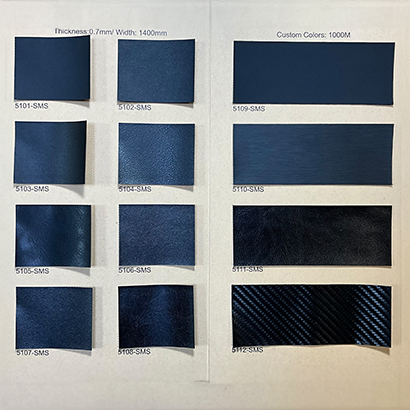 Thickness:0.7mm/ Width: 1400mm
Custom Colors: 1000M
5101-SMS
5102-SMS
5109-SMS
5103-SMS
5104-SMS
5110-SMS
5105-SMS
5106-SMS
5111-SMS
5107-SMS
5108-SMS
5112-SMS